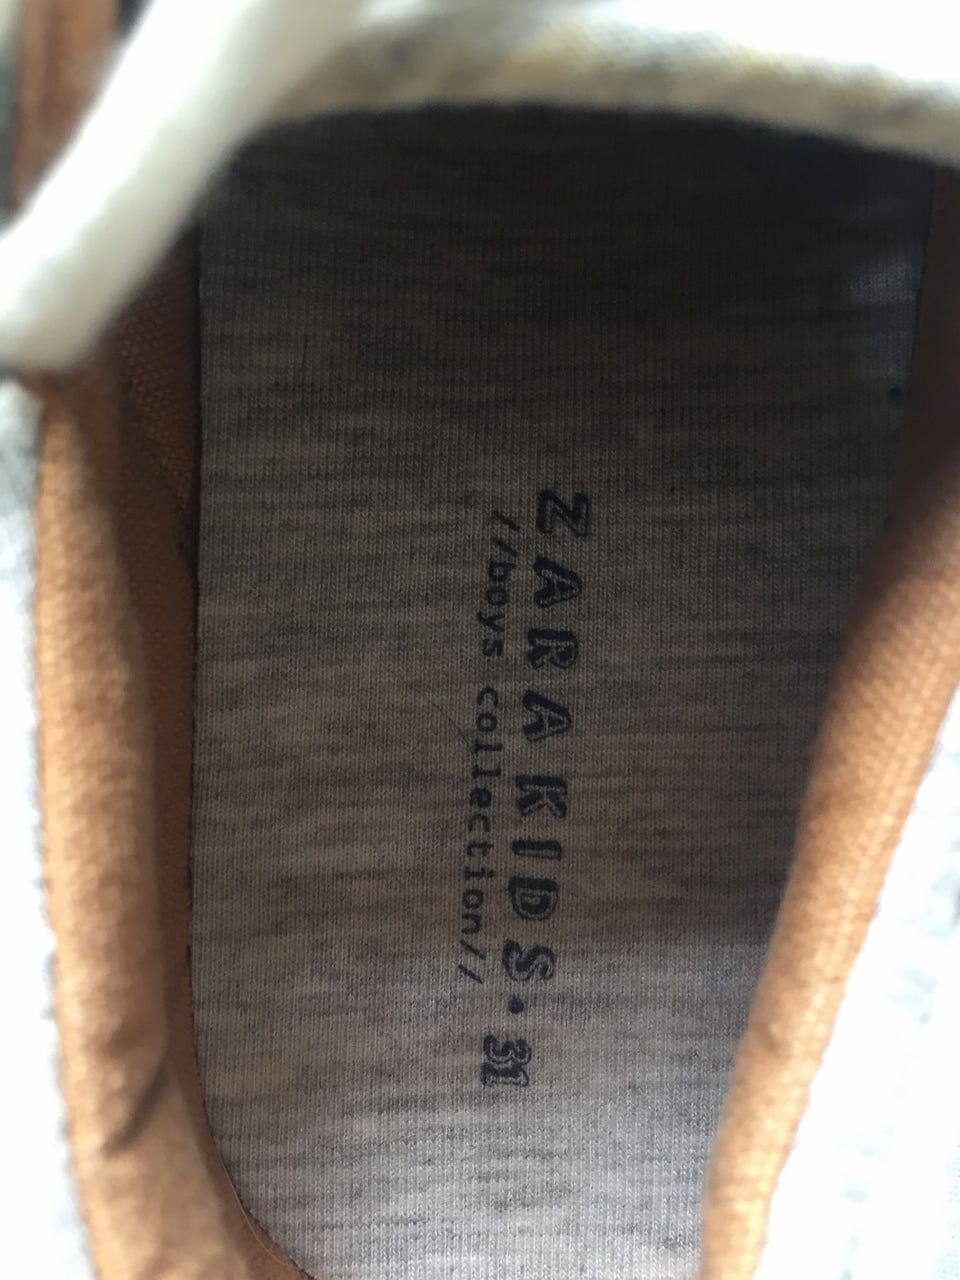 ZARA KIDS • 31
//boys collection//